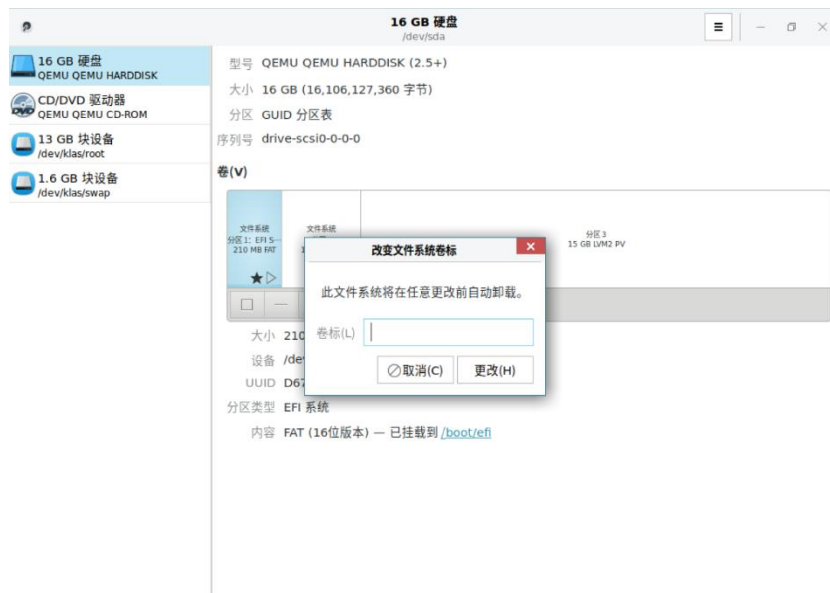 16 GB 硬盘
/dev/sda
16 GB 硬盘
QEMU QEMU HARDDISK
CD/DVD 驱动器
QEMU QEMU CD-ROM
13 GB 块设备
/dev/klas/root
1.6 GB 块设备
/dev/klas/swap
型号 QEMU QEMU HARDDISK (2.5+)
大小 16 GB (16,106,127,360 字节)
分区 GUID 分区表
序列号 drive-scsi0-0-0-0
卷(V)
文件系统
分区 1: EFI S…
210 MB FAT
文件系统
分区 3
15 GB LVM2 PV
改变文件系统卷标
此文件系统将在任意更改前自动卸载。
卷标(L)
取消(C)
更改(H)
大小 210
设备 /de
UUID D67
分区类型 EFI 系统
内容 FAT (16位版本) — 已挂载到 /boot/efi